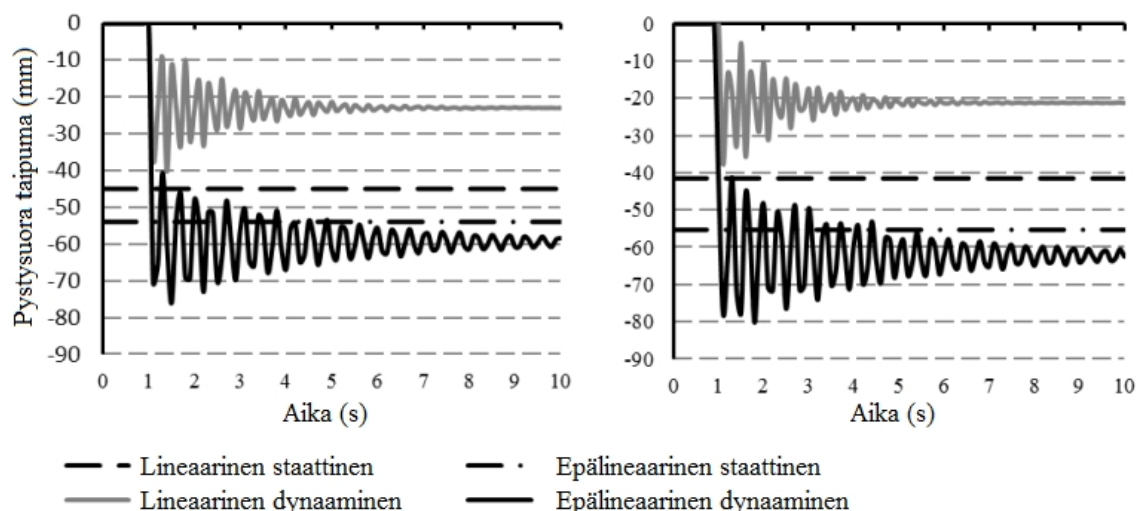 Pystysuora taipuma (mm)
0
-10
-20
-30
-40
-50
-60
-70
-80
-90
0 1 2 3 4 5 6 7 8 9 10
Aika (s)
0
-10
-20
-30
-40
-50
-60
-70
-80
-90
0 1 2 3 4 5 6 7 8 9 10
Aika (s)
Lineaarinen staattinen
Epälineaarinen staattinen
Lineaarinen dynaaminen
Epälineaarinen dynaaminen